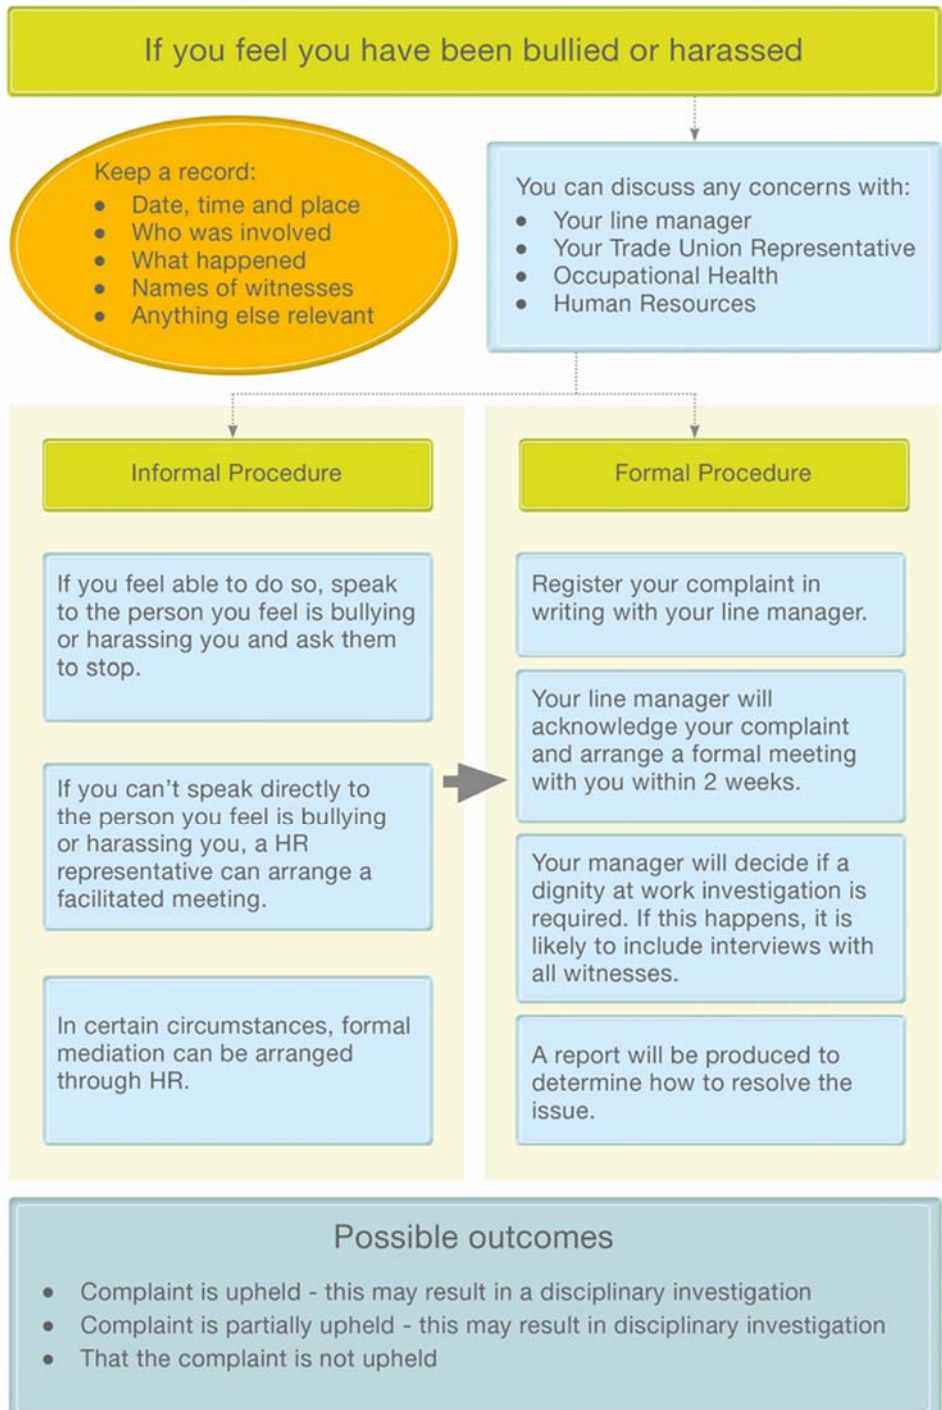 If you feel you have been bullied or harassed
Keep a record:
● Date, time and place
● Who was involved
● What happened
● Names of witnesses
● Anything else relevant
You can discuss any concerns with:
● Your line manager
● Your Trade Union Representative
● Occupational Health
● Human Resources
Informal Procedure
If you feel able to do so, speak
to the person you feel is bullying
or harassing you and ask them
to stop.
If you can't speak directly to
the person you feel is bullying
or harassing you, a HR
representative can arrange a
facilitated meeting.
In certain circumstances, formal
mediation can be arranged
through HR.
Formal Procedure
Register your complaint in
writing with your line manager.
Your line manager will
acknowledge your complaint
and arrange a formal meeting
with you within 2 weeks.
Your manager will decide if a
dignity at work investigation is
required. If this happens, it is
likely to include interviews with
all witnesses.
A report will be produced to
determine how to resolve the
issue.
Possible outcomes
● Complaint is upheld - this may result in a disciplinary investigation
● Complaint is partially upheld - this may result in disciplinary investigation
● That the complaint is not upheld